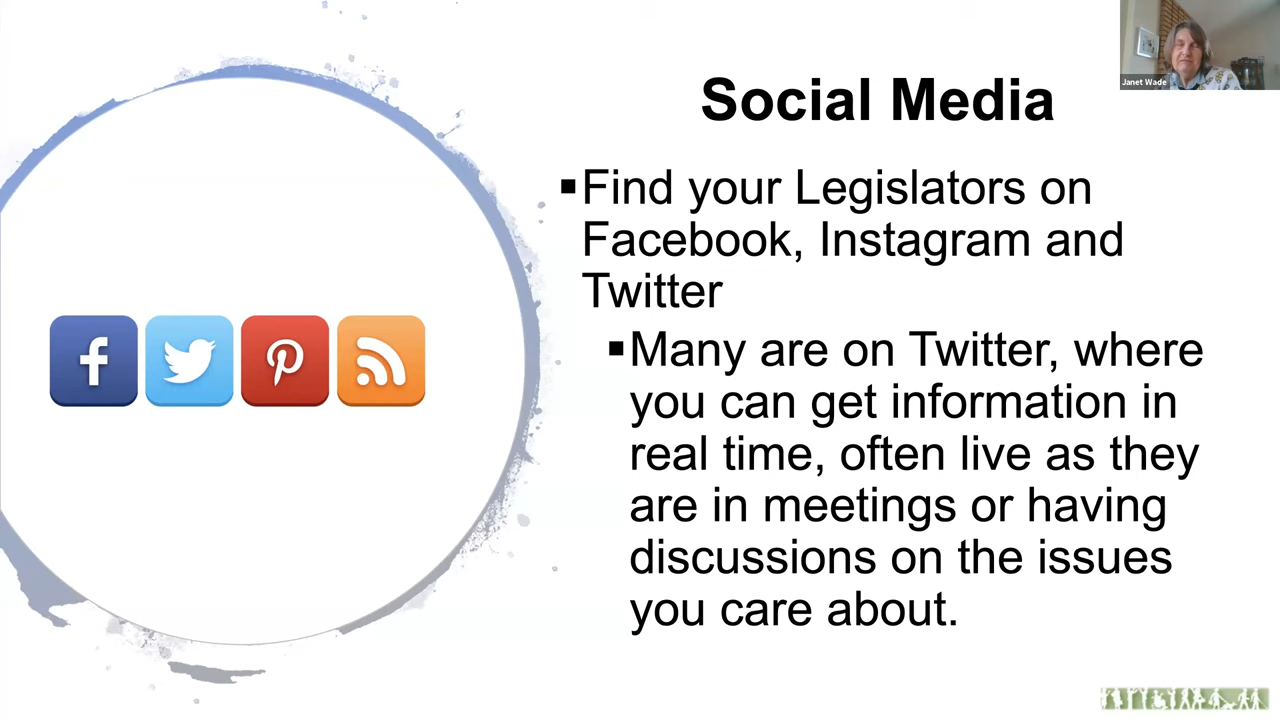 Social Media
Janet Wade
▪Find your Legislators on
Facebook, Instagram and
Twitter
▪Many are on Twitter, where
you can get information in
real time, often live as they
are in meetings or having
discussions on the issues
you care about.